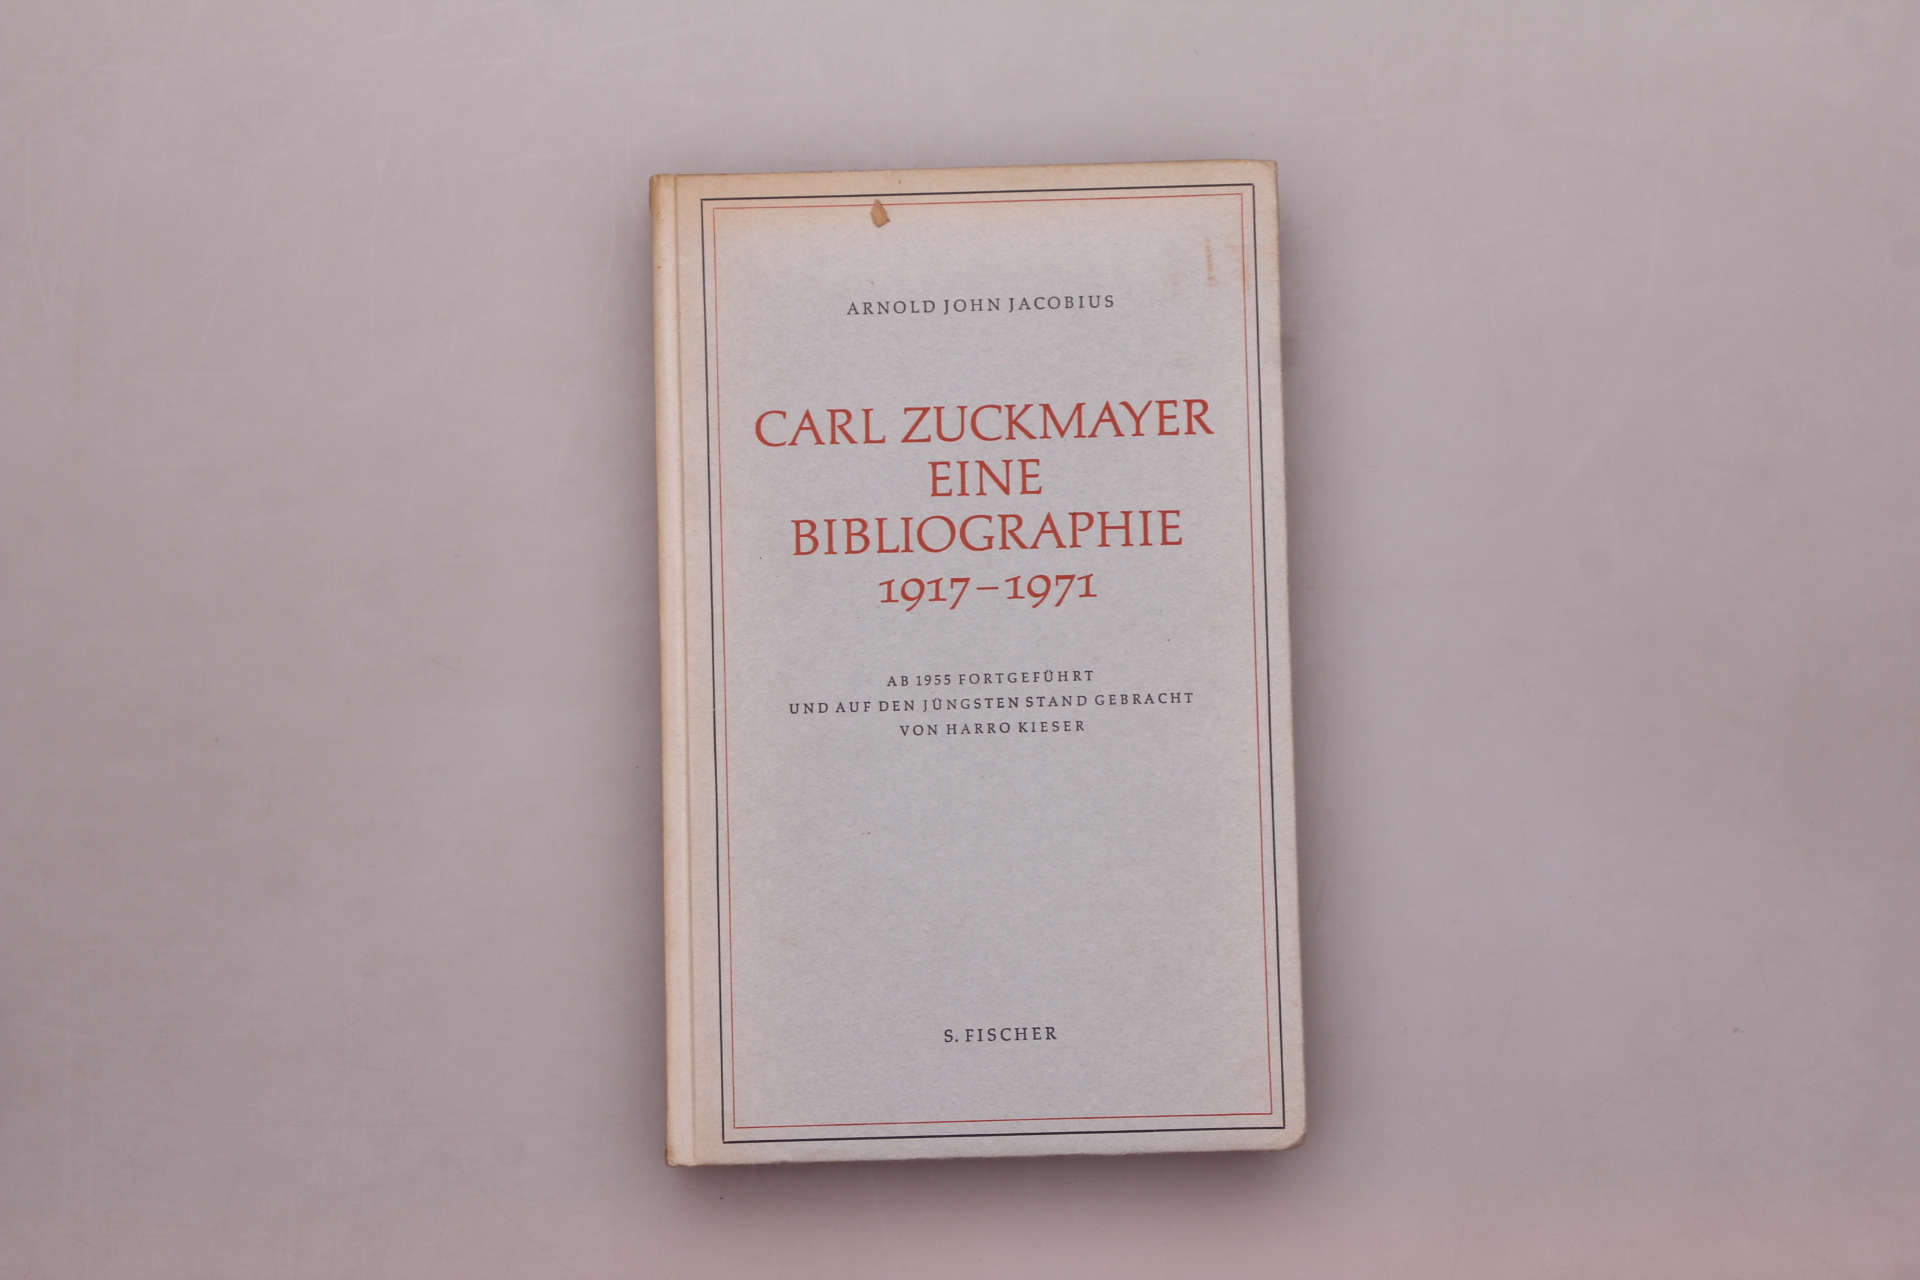 ARNOLD JOHN JACOBIUS
CARL ZUCKMAYER
EINE
BIBLIOGRAPHIE
1917–1971
AB 1955 FORTGEFÜHRT
UND AUF DEN JÜNGSTEN STAND GEBRACHT
VON HARRO KIESER
S. FISCHER